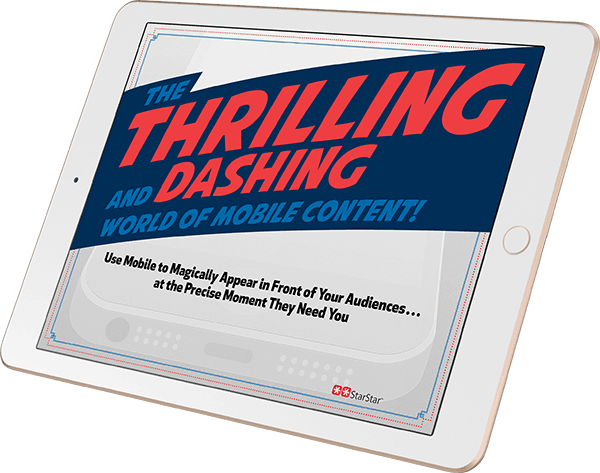 THE
THRILLING
AND DASHING
WORLD OF MOBILE CONTENT!
Use Mobile to Magically Appear in Front of Your Audiences...
at the Precise Moment They Need You
**StarStar®